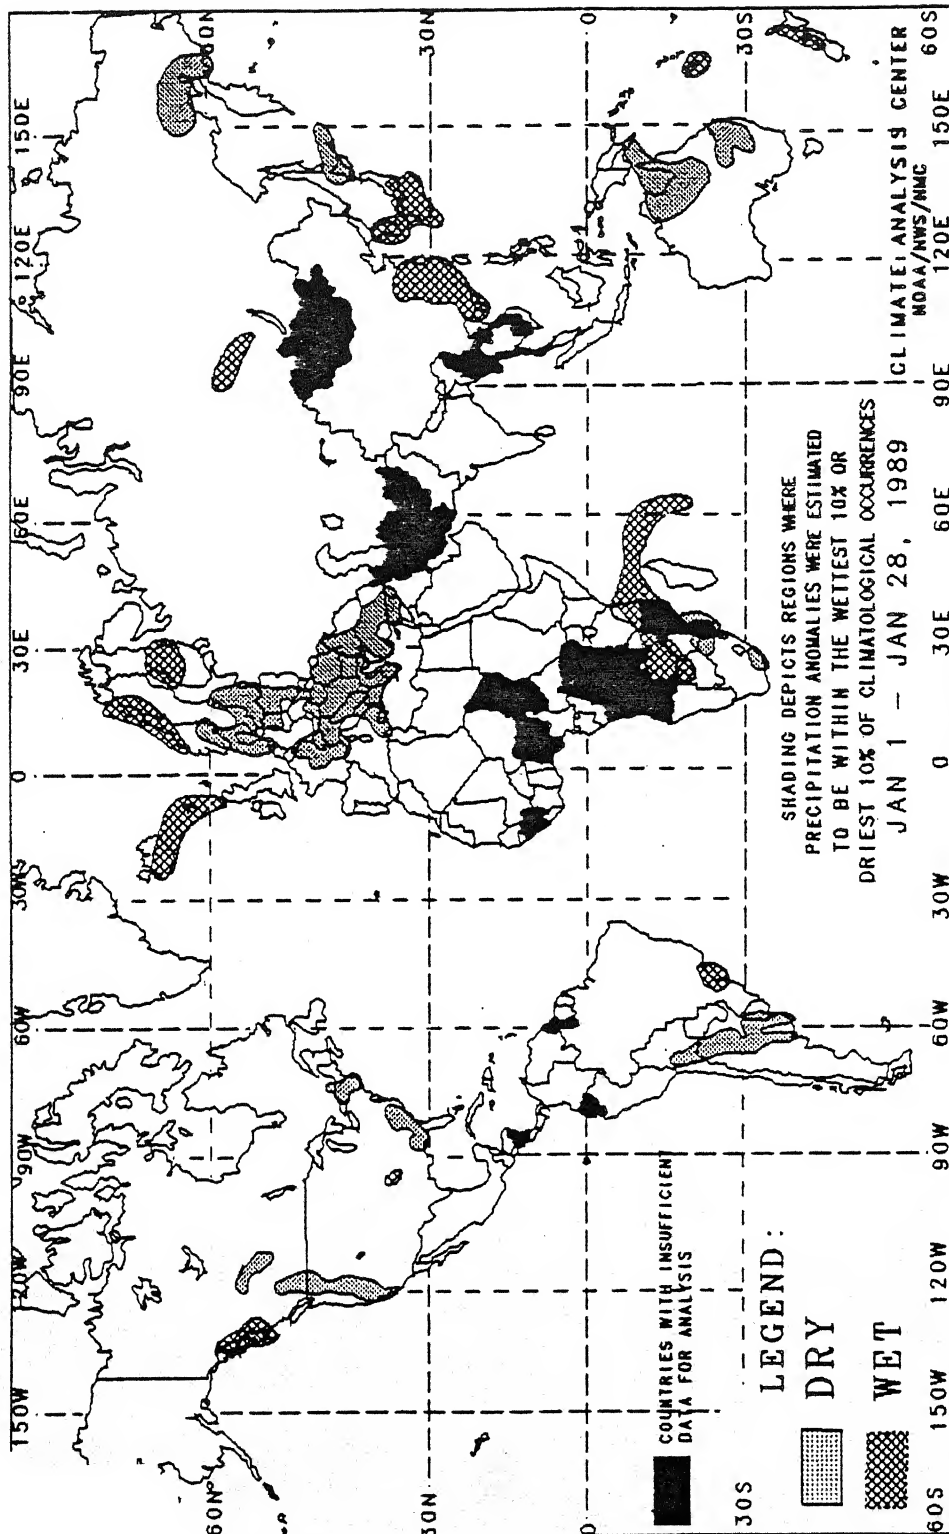 150W 120W 90W 60W 30W 0 30E 60E 90E 120E 150E
60N 60N
30N 30N
0 0
COUNTRIES WITH INSUFFICIENT
DATA FOR ANALYSIS
30S 30S
LEGEND:
DRY
WET
SHADING DEPICTS REGIONS WHERE
PRECIPITATION ANOMALIES WERE ESTIMATED
TO BE WITHIN THE WETTEST 10% OR
DRIEST 10% OF CLIMATOLOGICAL OCCURRENCES
JAN 1 — JAN 28, 1989
CLIMATE ANALYSIS CENTER
NOAA/NWS/NMC
60S 60S
150W 120W 90W 60W 30W 0 30E 60E 90E 120E 150E